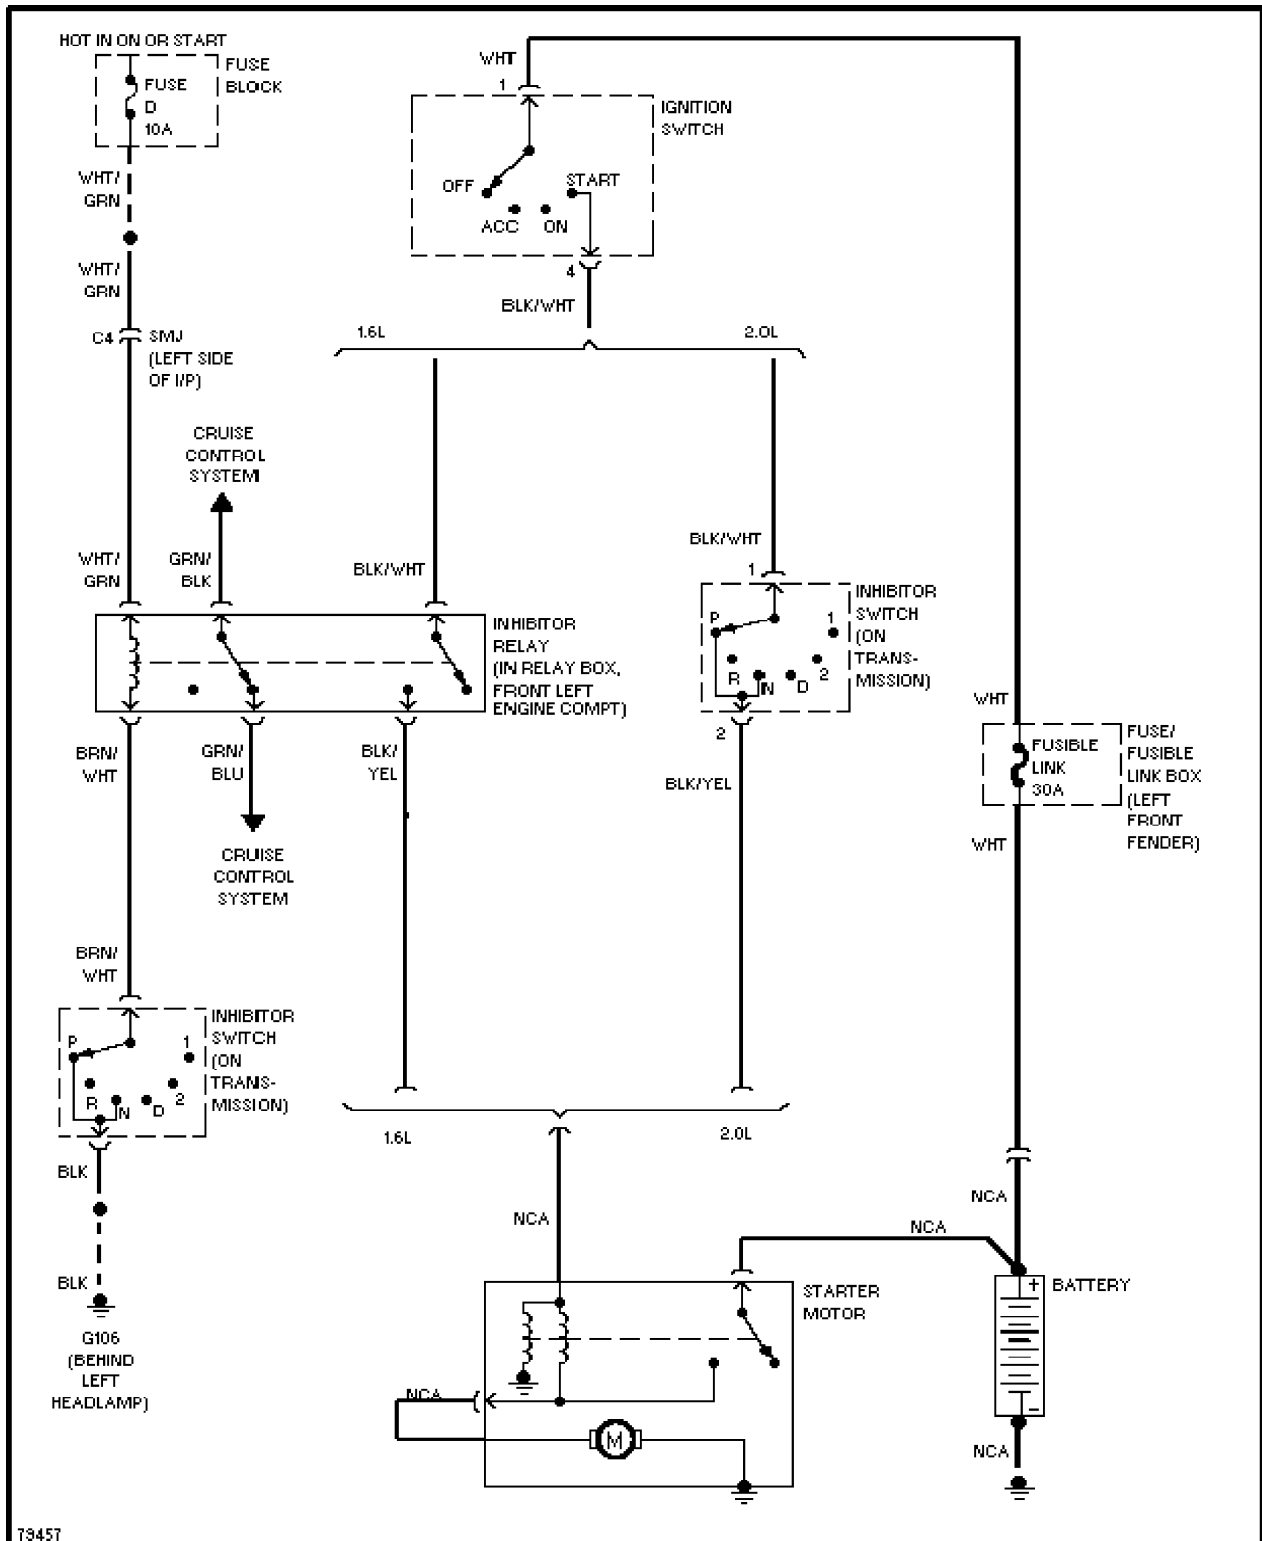 HOT IN ON OR START
FUSE
BLOCK
FUSE
D
10A
WHT/
GRN
WHT/
GRN
C4
SMJ
(LEFT SIDE
OF I/P)
WHT
1
IGNITION
SWITCH
OFF
START
ACC
ON
4
BLK/WHT
1.6L
2.0L
CRUISE
CONTROL
SYSTEM
WHT/
GRN
GRN/
BLK
BLK/WHT
BLK/WHT
1
INHIBITOR
RELAY
(IN RELAY BOX,
FRONT LEFT
ENGINE COMPT)
INHIBITOR
SWITCH
(ON
TRANS-
MISSION)
P
R
N
D
2
1
2
BRN/
WHT
GRN/
BLU
BLK/
YEL
BLK/YEL
WHT
FUSIBLE
LINK
30A
FUSE/
FUSIBLE
LINK BOX
(LEFT
FRONT
FENDER)
WHT
CRUISE
CONTROL
SYSTEM
BRN/
WHT
INHIBITOR
SWITCH
(ON
TRANS-
MISSION)
P
R
N
D
2
1
BLK
BLK
G106
(BEHIND
LEFT
HEADLAMP)
1.6L
2.0L
NCA
NCA
NCA
STARTER
MOTOR
+
BATTERY
-
NCA
M
NCA
79457